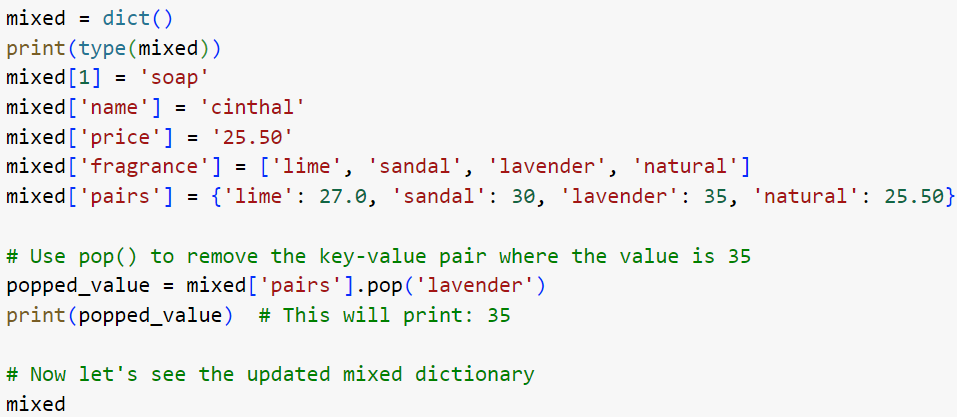 mixed = dict()
print(type(mixed))
mixed[1] = 'soap'
mixed['name'] = 'cinthal'
mixed['price'] = '25.50'
mixed['fragrance'] = ['lime', 'sandal', 'lavender', 'natural']
mixed['pairs'] = {'lime': 27.0, 'sandal': 30, 'lavender': 35, 'natural': 25.50}
# Use pop() to remove the key-value pair where the value is 35
popped_value = mixed['pairs'].pop('lavender')
print(popped_value)  # This will print: 35
# Now let's see the updated mixed dictionary
mixed